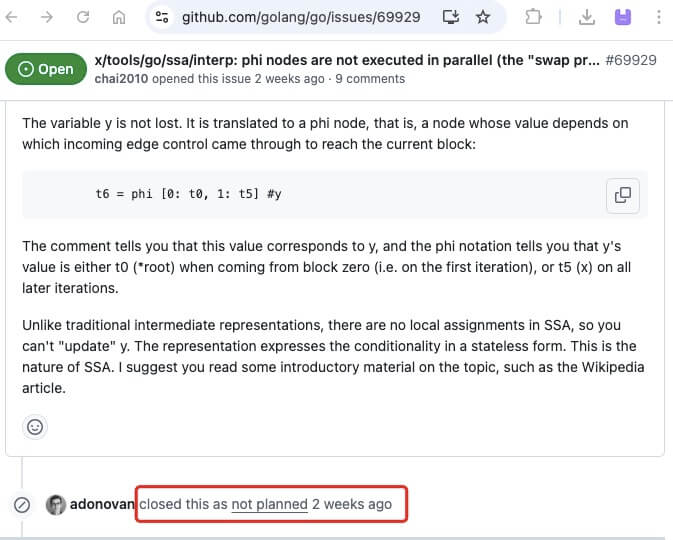 github.com/golang/go/issues/69929
Open
x/tools/go/ssa/interp: phi nodes are not executed in parallel (the "swap pr... #69929
chai2010 opened this issue 2 weeks ago · 9 comments
The variable y is not lost. It is translated to a phi node, that is, a node whose value depends on
which incoming edge control came through to reach the current block:
t6 = phi [0: t0, 1: t5] #y
The comment tells you that this value corresponds to y, and the phi notation tells you that y's
value is either t0 (*root) when coming from block zero (i.e. on the first iteration), or t5 (x) on all
later iterations.
Unlike traditional intermediate representations, there are no local assignments in SSA, so you
can't "update" y. The representation expresses the conditionality in a stateless form. This is the
nature of SSA. I suggest you read some introductory material on the topic, such as the Wikipedia
article.
adonovan closed this as not planned 2 weeks ago